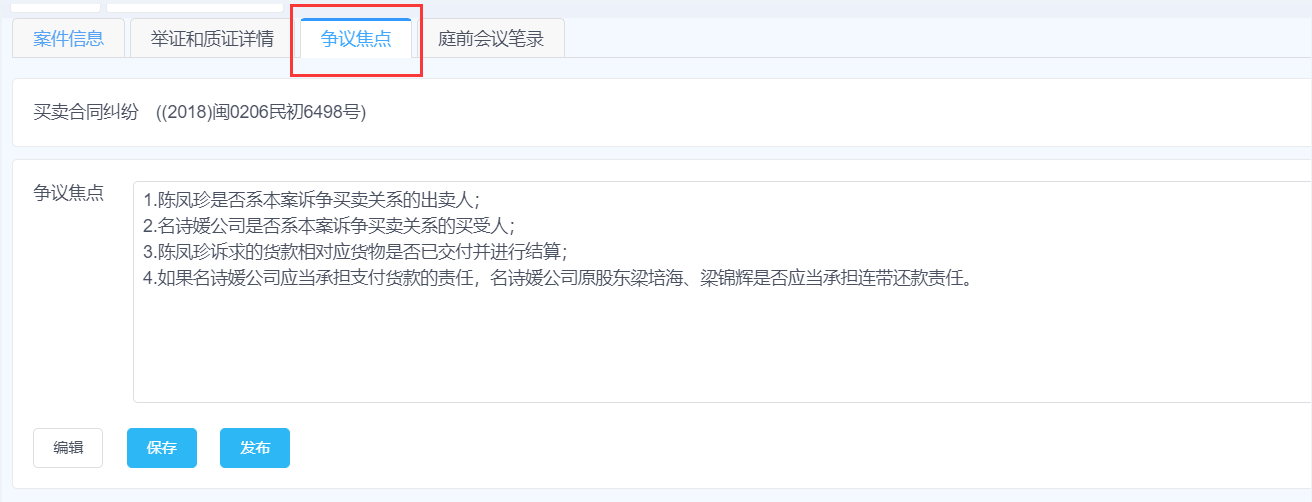 案件信息 举证和质证详情 争议焦点 庭前会议笔录
买卖合同纠纷 ((2018)闽0206民初6498号)
争议焦点
1.陈凤珍是否系本案诉争买卖关系的出卖人；
2.名诗媛公司是否系本案诉争买卖关系的买受人；
3.陈凤珍诉求的货款相对应货物是否已交付并进行结算；
4.如果名诗媛公司应当承担支付货款的责任，名诗媛公司原股东梁培海、梁锦辉是否应当承担连带还款责任。
编辑 保存 发布